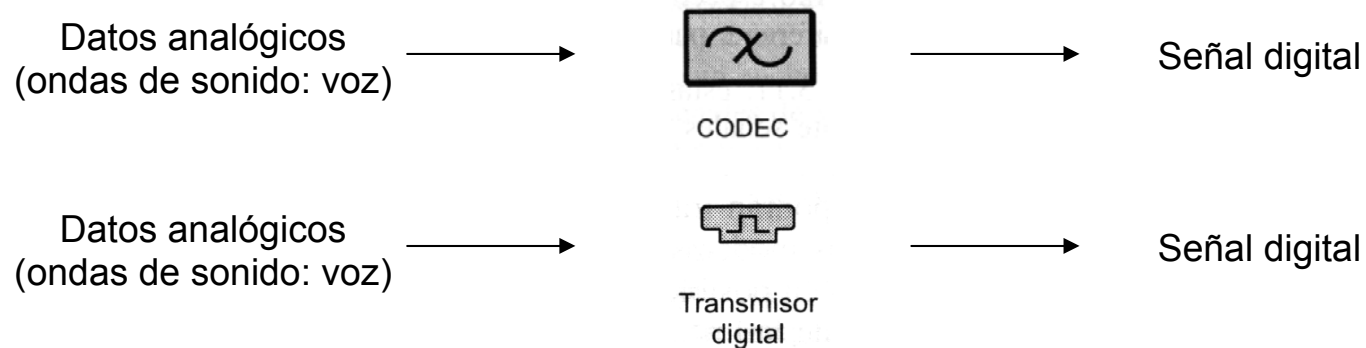 Datos analógicos
(ondas de sonido: voz)
CODEC
Señal digital
Datos analógicos
(ondas de sonido: voz)
Transmisor
digital
Señal digital